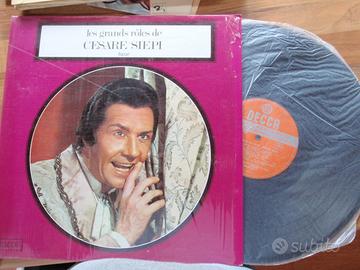 les grands rôles de
CESARE SIEPI
basse
DECCA
subito